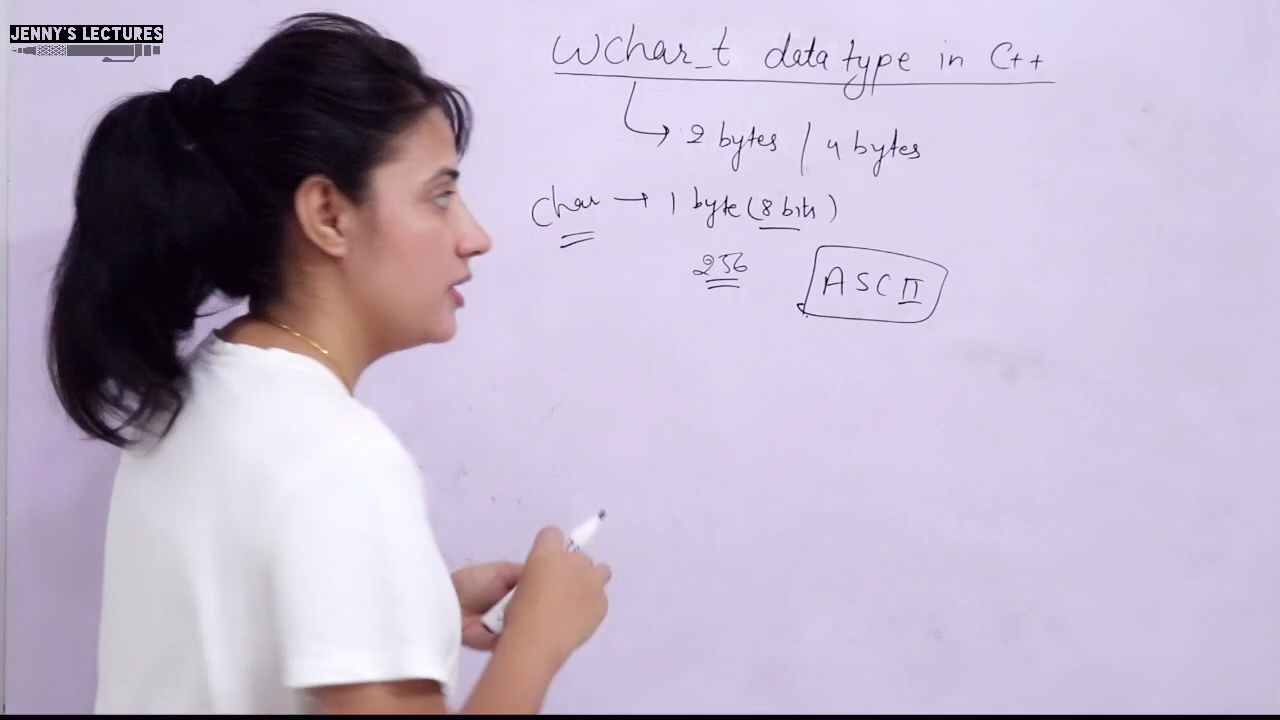 JENNY'S LECTURES
wchar_t data type in C++
→ 2 bytes / 4 bytes
Char → 1 byte (8 bits)
256 ASCII